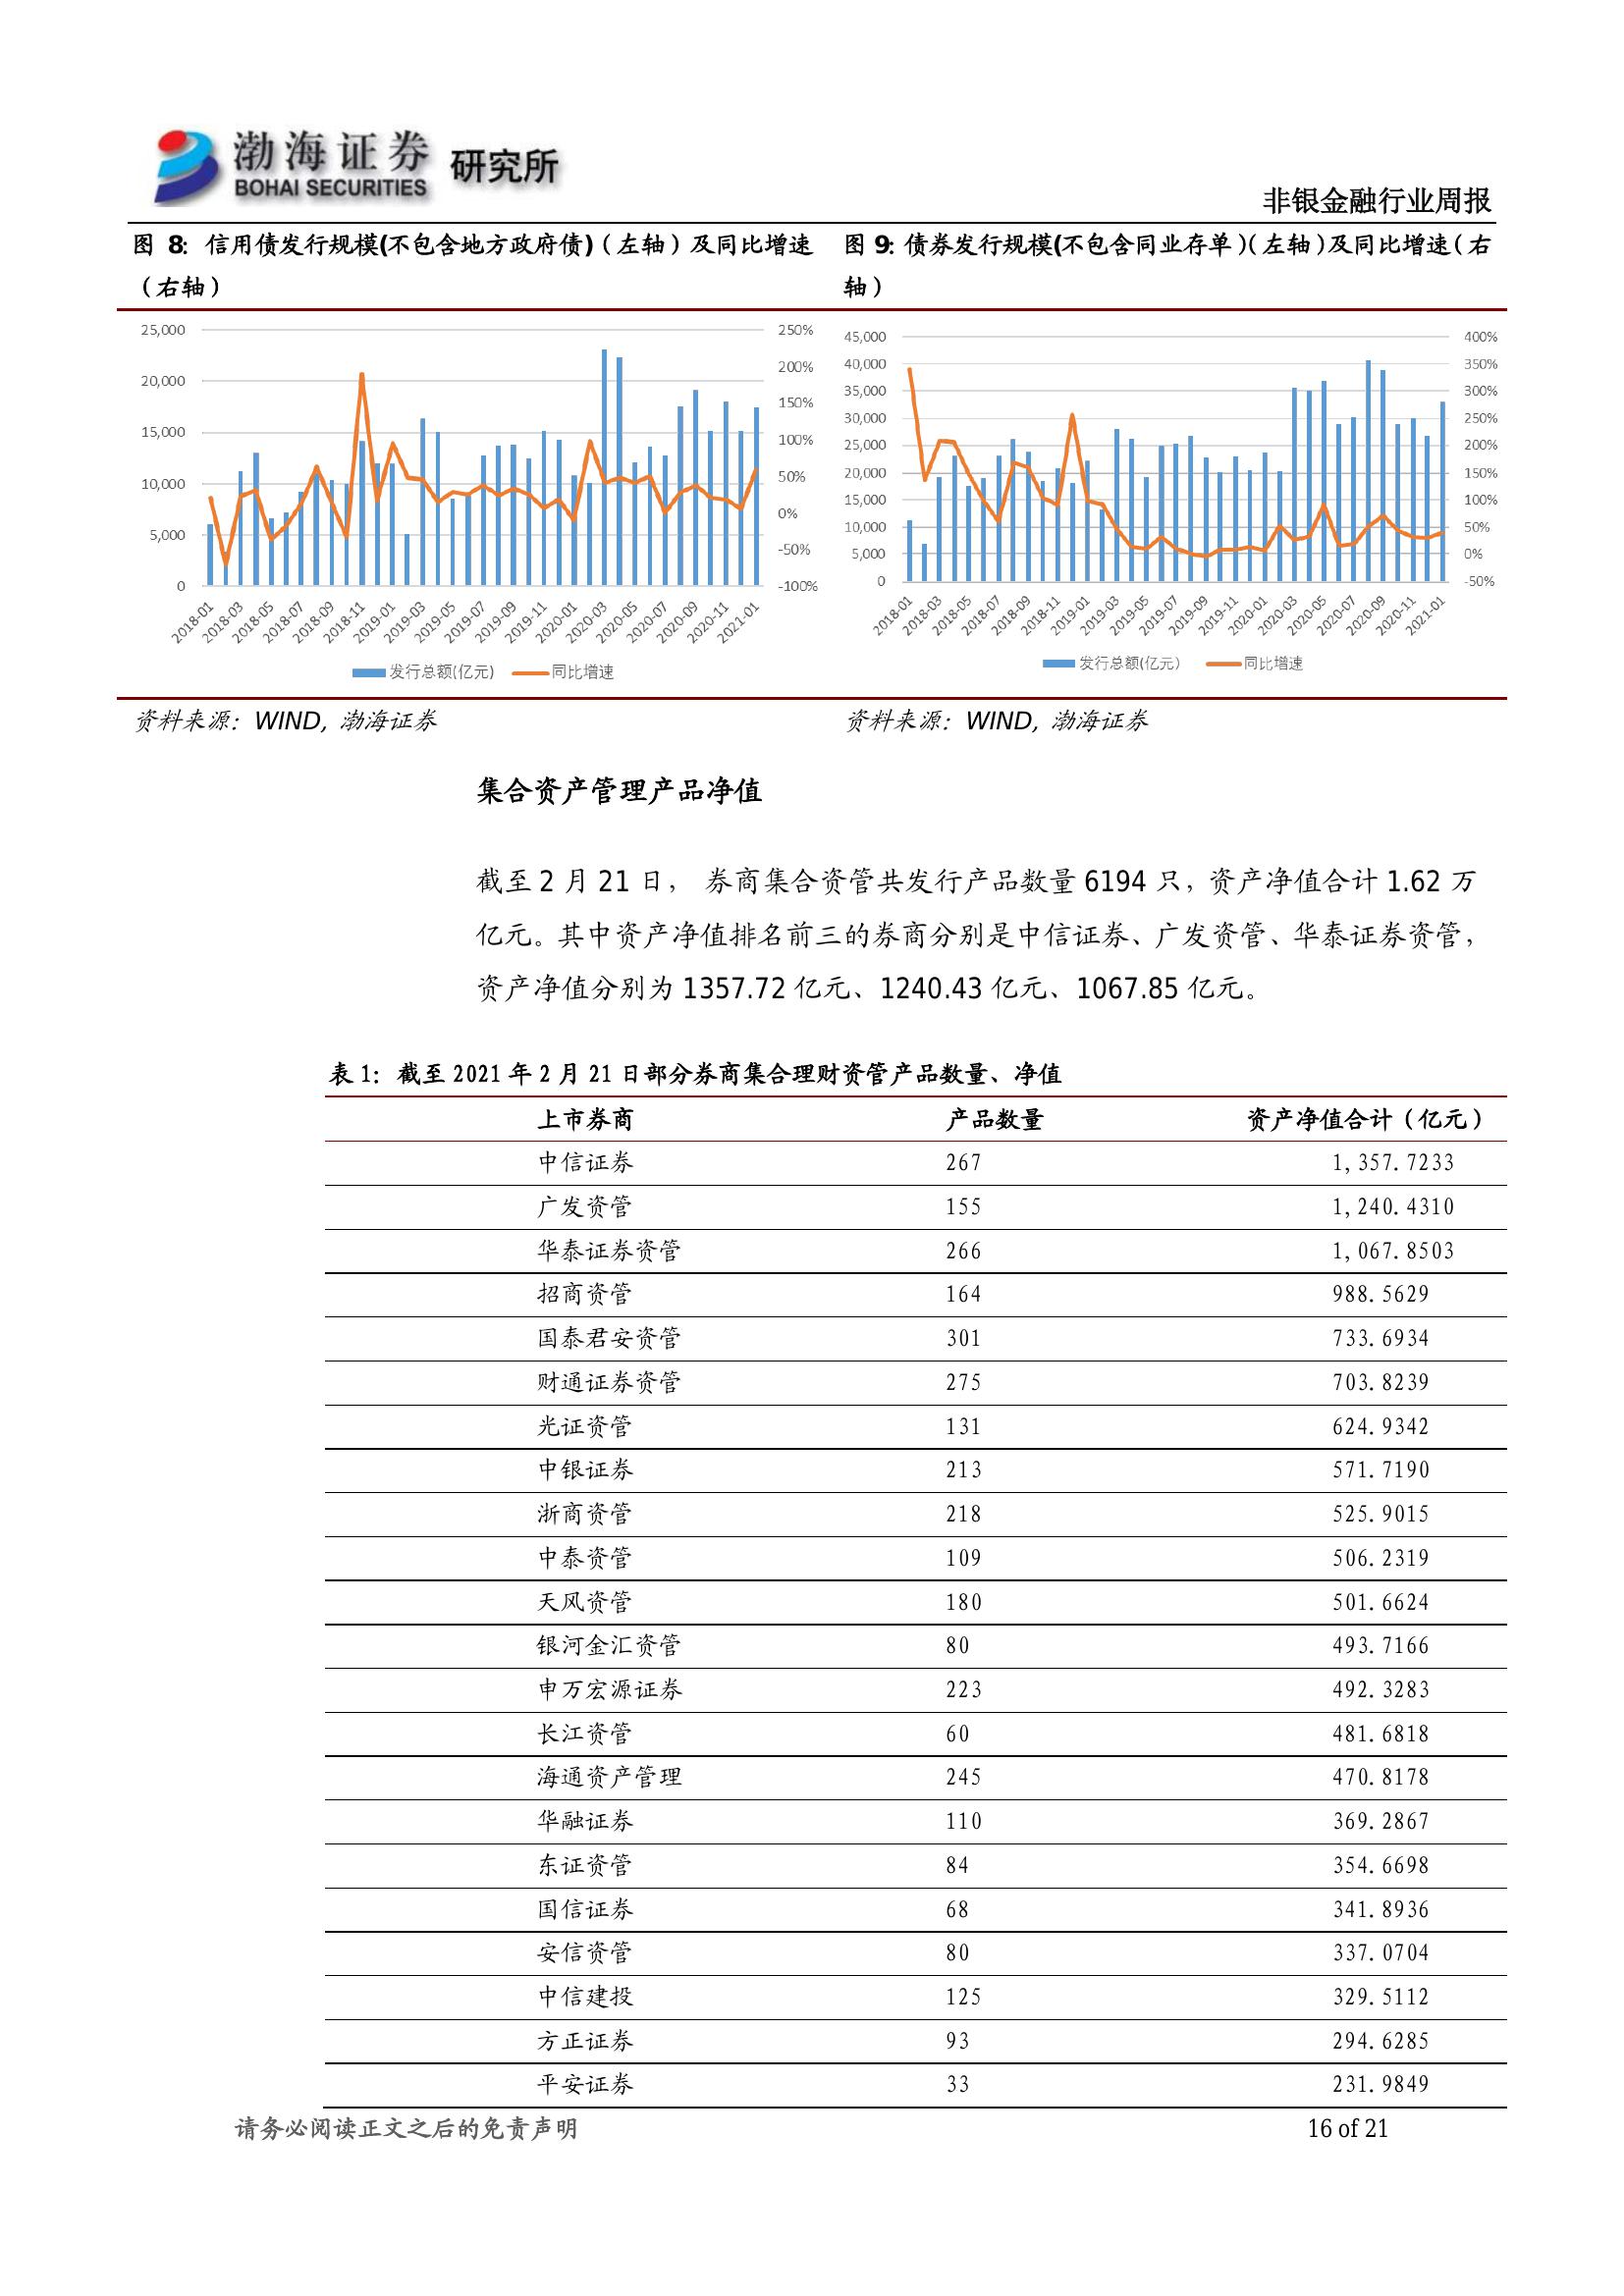 渤海证券 研究所
BOHAI SECURITIES
非银金融行业周报
图 8: 信用债发行规模(不包含地方政府债)(左轴)及同比增速
(右轴)
图 9: 债券发行规模(不包含同业存单)(左轴)及同比增速(右
轴)
25,000
20,000
15,000
10,000
5,000
0
250%
200%
150%
100%
50%
0%
-50%
-100%
2018-01 2018-03 2018-05 2018-07 2018-09 2018-11 2019-01 2019-03 2019-05 2019-07 2019-09 2019-11 2020-01 2020-03 2020-05 2020-07 2020-09 2020-11 2021-01
发行总额(亿元) 同比增速
45,000
40,000
35,000
30,000
25,000
20,000
15,000
10,000
5,000
0
400%
350%
300%
250%
200%
150%
100%
50%
0%
-50%
2018-01 2018-03 2018-05 2018-07 2018-09 2018-11 2019-01 2019-03 2019-05 2019-07 2019-09 2019-11 2020-01 2020-03 2020-05 2020-07 2020-09 2020-11 2021-01
发行总额(亿元) 同比增速
资料来源：WIND, 渤海证券
资料来源：WIND, 渤海证券
集合资产管理产品净值
截至 2 月 21 日， 券商集合资管共发行产品数量 6194 只，资产净值合计 1.62 万
亿元。其中资产净值排名前三的券商分别是中信证券、广发资管、华泰证券资管，
资产净值分别为 1357.72 亿元、1240.43 亿元、1067.85 亿元。
表 1：截至 2021 年 2 月 21 日部分券商集合理财资管产品数量、净值
上市券商 产品数量 资产净值合计（亿元）
中信证券 267 1,357.7233
广发资管 155 1,240.4310
华泰证券资管 266 1,067.8503
招商资管 164 988.5629
国泰君安资管 301 733.6934
财通证券资管 275 703.8239
光证资管 131 624.9342
中银证券 213 571.7190
浙商资管 218 525.9015
中泰资管 109 506.2319
天风资管 180 501.6624
银河金汇资管 80 493.7166
申万宏源证券 223 492.3283
长江资管 60 481.6818
海通资产管理 245 470.8178
华融证券 110 369.2867
东证资管 84 354.6698
国信证券 68 341.8936
安信资管 80 337.0704
中信建投 125 329.5112
方正证券 93 294.6285
平安证券 33 231.9849
请务必阅读正文之后的免责声明
16 of 21